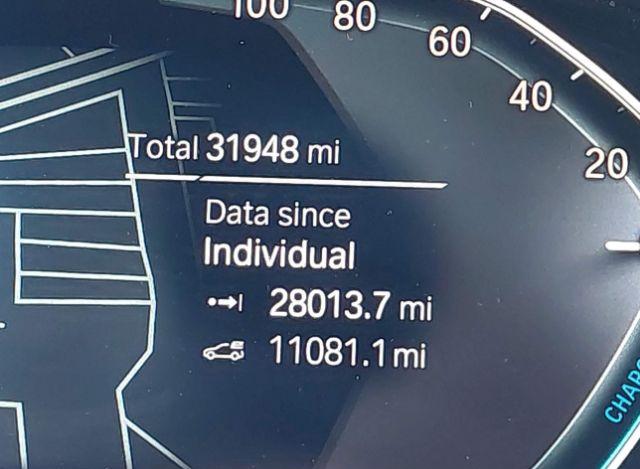 100
80
60
40
20
Total 31948 mi
Data since
Individual
28013.7 mi
11081.1 mi